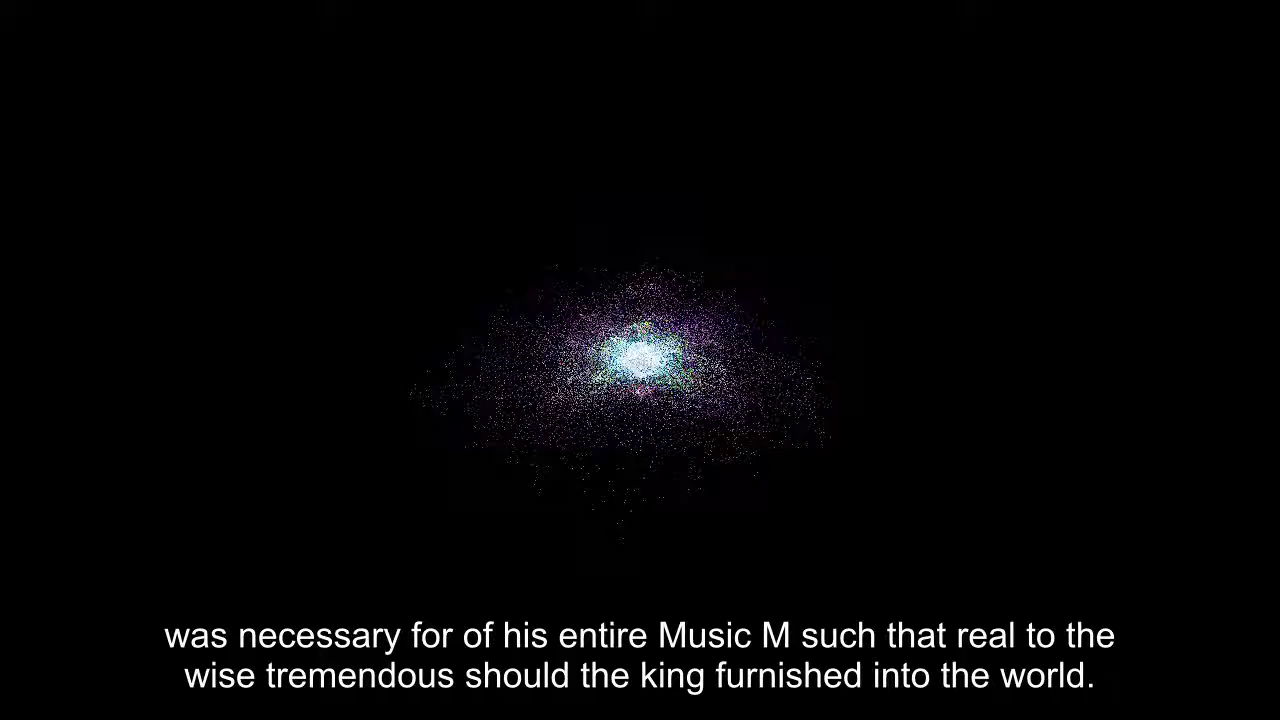 was necessary for of his entire Music M such that real to the
wise tremendous should the king furnished into the world.